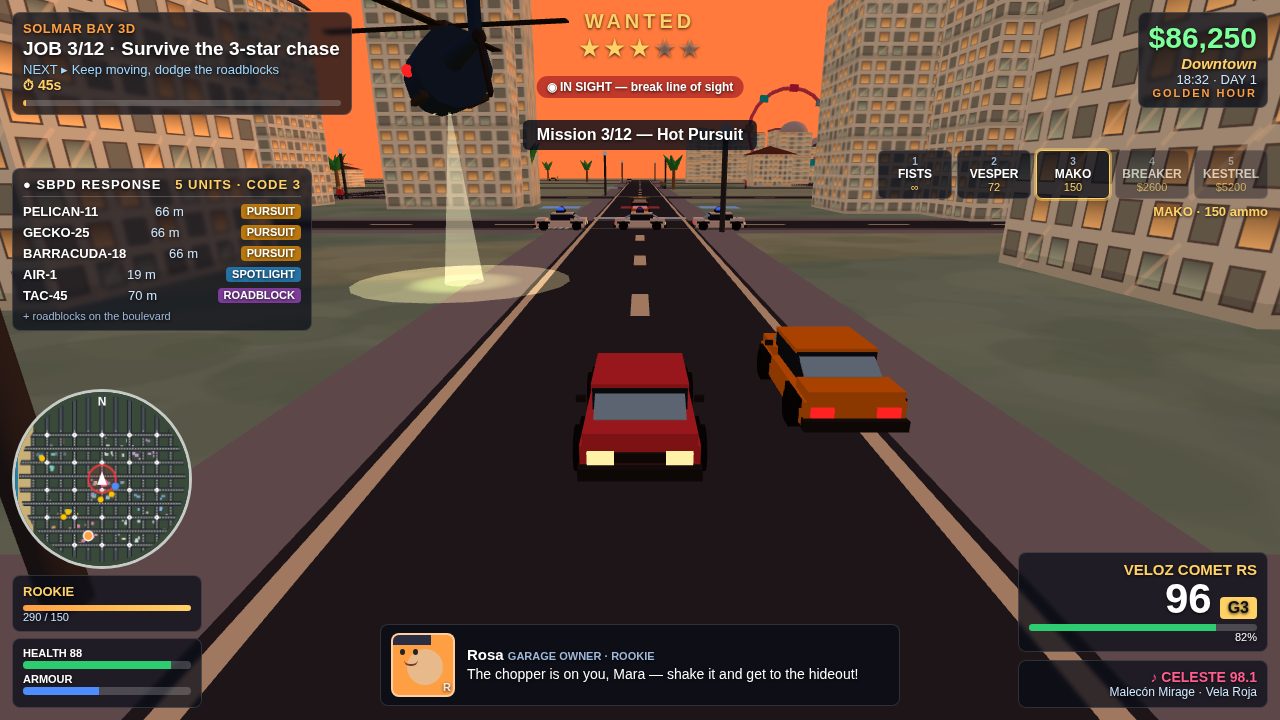 SOLMAR BAY 3D
JOB 3/12 · Survive the 3-star chase
NEXT ▸ Keep moving, dodge the roadblocks
⏱ 45s
WANTED
★★★★★
◉ IN SIGHT — break line of sight
Mission 3/12 — Hot Pursuit
$86,250
Downtown
18:32 · DAY 1
GOLDEN HOUR
1 FISTS ∞
2 VESPER 72
3 MAKO 150
4 BREAKER $2600
5 KESTREL $5200
MAKO · 150 ammo
● SBPD RESPONSE 5 UNITS · CODE 3
PELICAN-11 66 m PURSUIT
GECKO-25 66 m PURSUIT
BARRACUDA-18 66 m PURSUIT
AIR-1 19 m SPOTLIGHT
TAC-45 70 m ROADBLOCK
+ roadblocks on the boulevard
N
ROOKIE
290 / 150
HEALTH 88
ARMOUR
R
Rosa GARAGE OWNER · ROOKIE
The chopper is on you, Mara — shake it and get to the hideout!
VELOZ COMET RS
96 G3
82%
♪ CELESTE 98.1
Malecón Mirage · Vela Roja